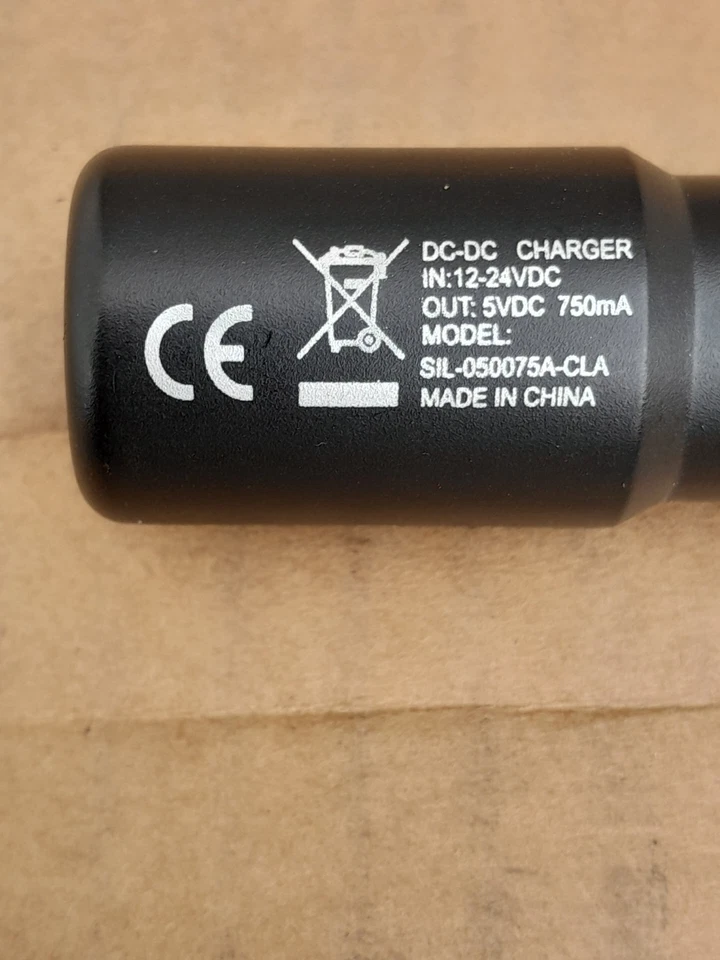 CE
DC-DC CHARGER
IN:12-24VDC
OUT: 5VDC 750mA
MODEL:
SIL-050075A-CLA
MADE IN CHINA